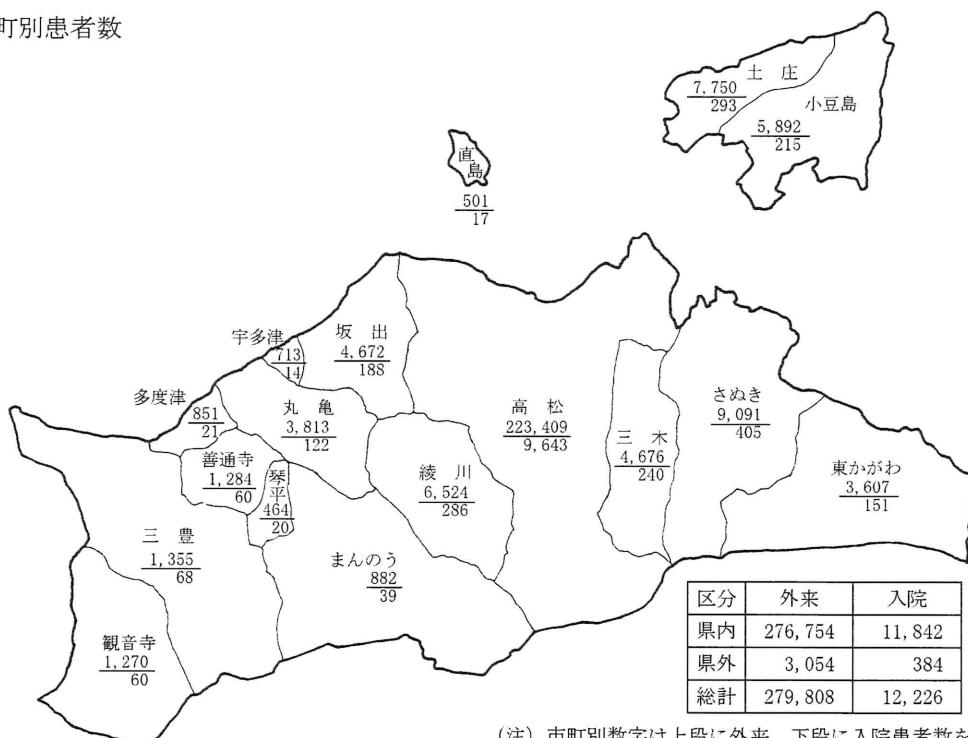 町別患者数
土 庄
7,750
293
小豆島
5,892
215
直島
501
17
宇多津
713
14
坂 出
4,672
188
多度津
851
21
丸 亀
3,813
122
高 松
223,409
9,643
三 木
4,676
240
さぬき
9,091
405
東かがわ
3,607
151
善通寺
1,284
60
琴平
464
20
綾川
6,524
286
三 豊
1,355
68
まんのう
882
39
観音寺
1,270
60
区分 外来 入院
県内 276,754 11,842
県外 3,054 384
総計 279,808 12,226
(注) 市町別数字は上段に外来、下段に入院患者数を